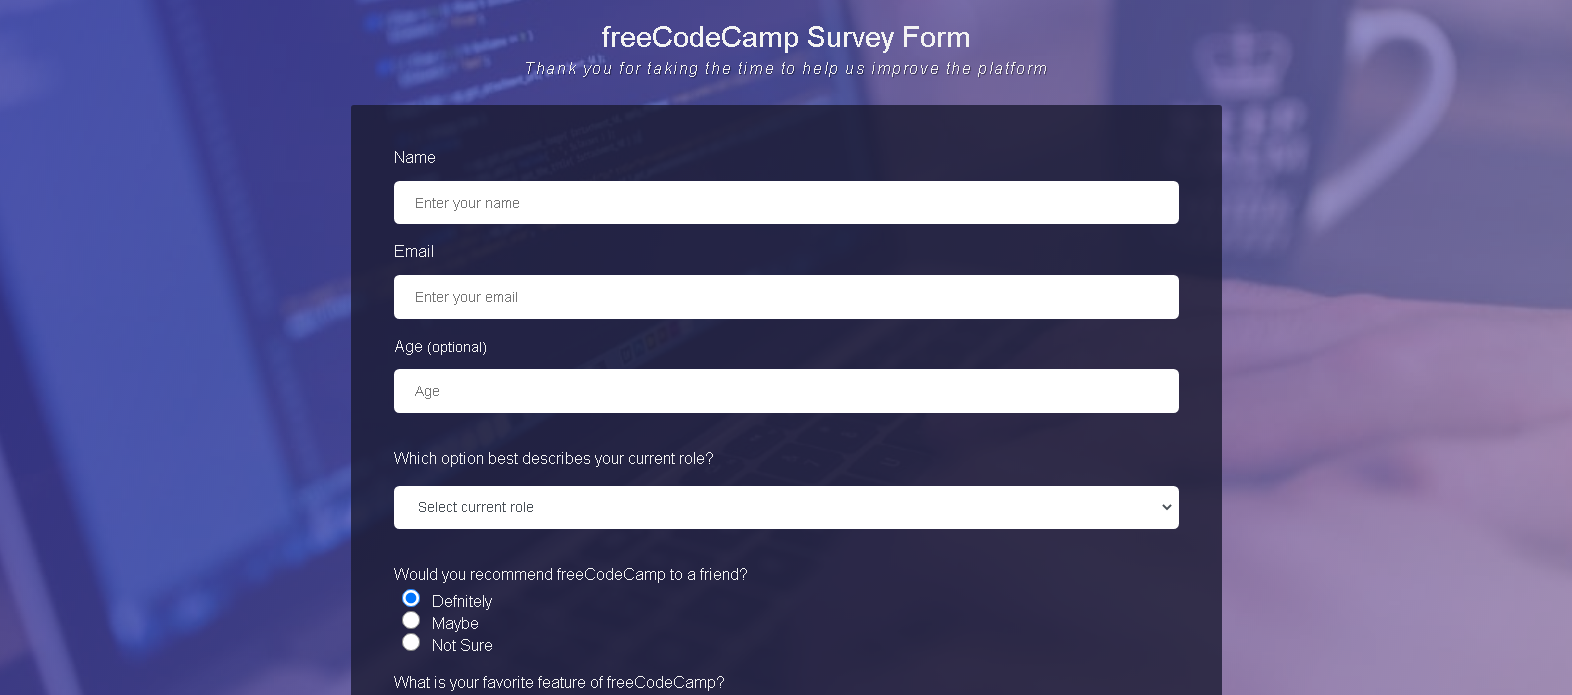 freeCodeCamp Survey Form
Thank you for taking the time to help us improve the platform
Name
Enter your name
Email
Enter your email
Age (optional)
Age
Which option best describes your current role?
Select current role
Would you recommend freeCodeCamp to a friend?
Defnitely
Maybe
Not Sure
What is your favorite feature of freeCodeCamp?